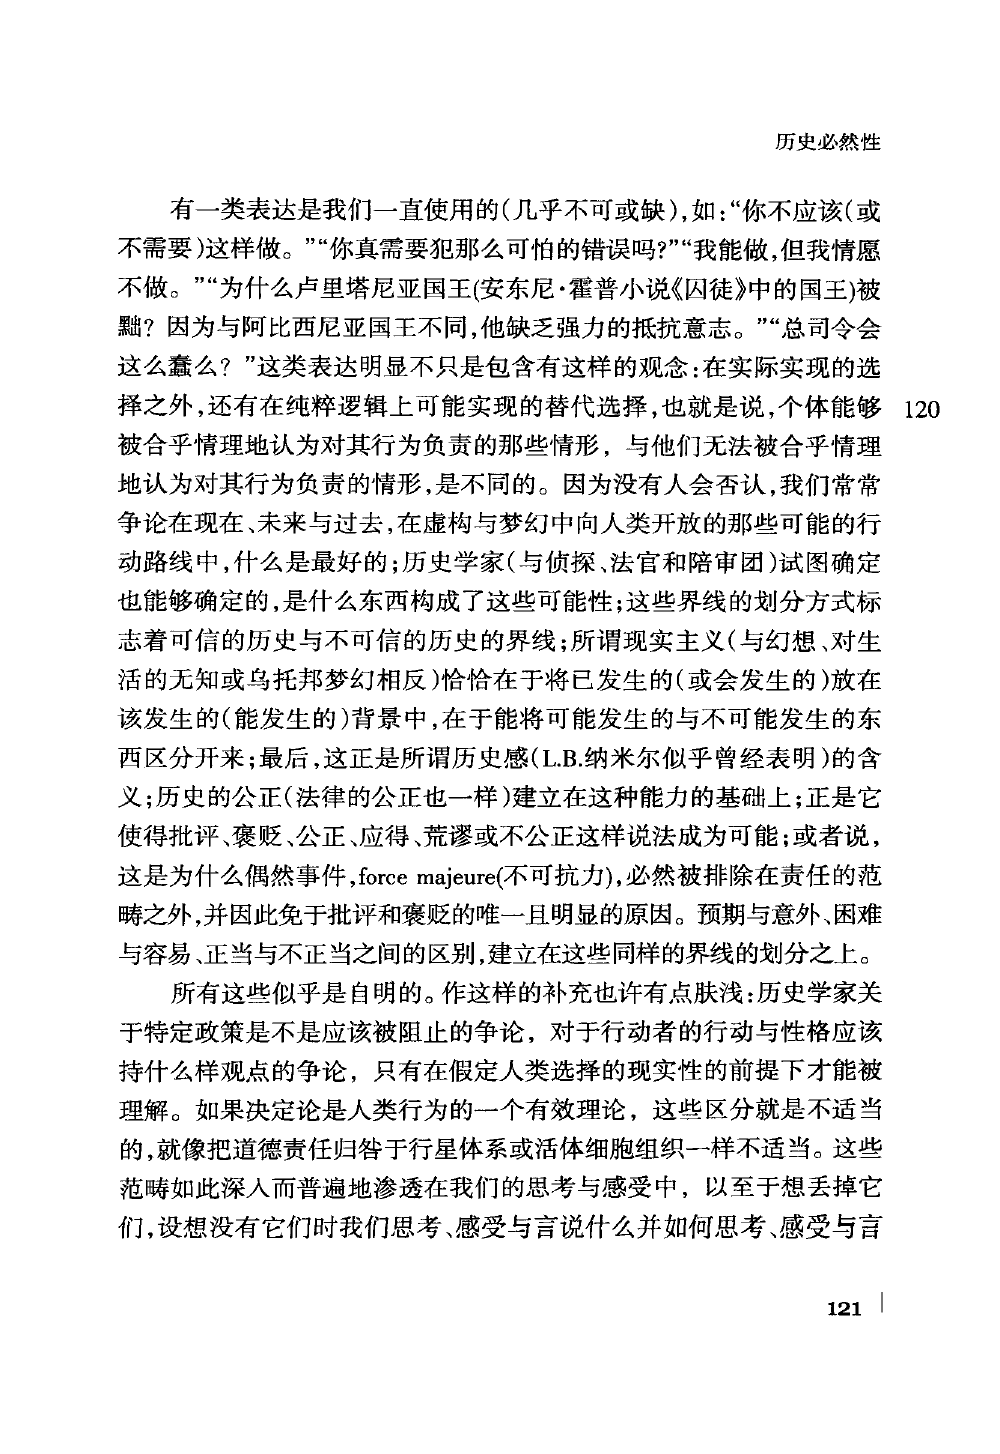 历史必然性
有一类表达是我们一直使用的(几乎不可或缺),如:“你不应该(或
不需要)这样做。”“你真需要犯那么可怕的错误吗?”“我能做,但我情愿
不做。”“为什么卢里塔尼亚国王(安东尼·霍普小说《囚徒》中的国王)被
黜? 因为与阿比西尼亚国王不同,他缺乏强力的抵抗意志。”“总司令会
这么蠢么? ”这类表达明显不只是包含有这样的观念:在实际实现的选
择之外,还有在纯粹逻辑上可能实现的替代选择,也就是说,个体能够 120
被合乎情理地认为对其行为负责的那些情形, 与他们无法被合乎情理
地认为对其行为负责的情形,是不同的。因为没有人会否认,我们常常
争论在现在、未来与过去,在虚构与梦幻中向人类开放的那些可能的行
动路线中,什么是最好的;历史学家(与侦探、法官和陪审团)试图确定
也能够确定的,是什么东西构成了这些可能性;这些界线的划分方式标
志着可信的历史与不可信的历史的界线;所谓现实主义(与幻想、对生
活的无知或乌托邦梦幻相反)恰恰在于将已发生的(或会发生的)放在
该发生的(能发生的)背景中,在于能将可能发生的与不可能发生的东
西区分开来;最后,这正是所谓历史感(L.B.纳米尔似乎曾经表明)的含
义;历史的公正(法律的公正也一样)建立在这种能力的基础上;正是它
使得批评、褒贬、公正、应得、荒谬或不公正这样说法成为可能;或者说,
这是为什么偶然事件,force majeure(不可抗力),必然被排除在责任的范
畴之外,并因此免于批评和褒贬的唯一且明显的原因。预期与意外、困难
与容易、正当与不正当之间的区别,建立在这些同样的界线的划分之上。
所有这些似乎是自明的。作这样的补充也许有点肤浅:历史学家关
于特定政策是不是应该被阻止的争论, 对于行动者的行动与性格应该
持什么样观点的争论, 只有在假定人类选择的现实性的前提下才能被
理解。如果决定论是人类行为的一个有效理论, 这些区分就是不适当
的,就像把道德责任归咎于行星体系或活体细胞组织一样不适当。这些
范畴如此深入而普遍地渗透在我们的思考与感受中, 以至于想丢掉它
们,设想没有它们时我们思考、感受与言说什么并如何思考、感受与言
121